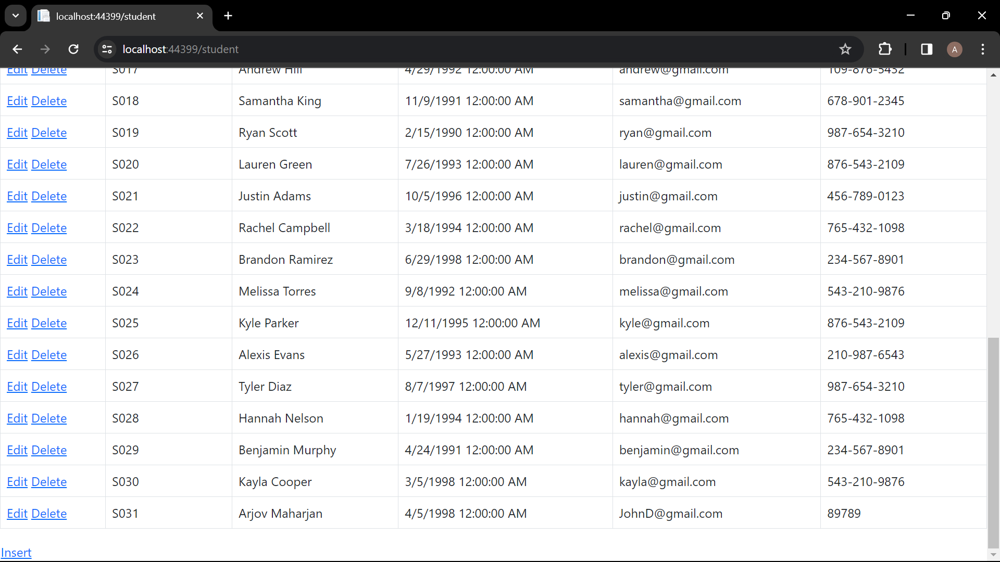 localhost:44399/student
localhost:44399/student
A
Edit Delete S017 Andrew Hill 4/29/1992 12:00:00 AM andrew@gmail.com 109-876-5432
Edit Delete S018 Samantha King 11/9/1991 12:00:00 AM samantha@gmail.com 678-901-2345
Edit Delete S019 Ryan Scott 2/15/1990 12:00:00 AM ryan@gmail.com 987-654-3210
Edit Delete S020 Lauren Green 7/26/1993 12:00:00 AM lauren@gmail.com 876-543-2109
Edit Delete S021 Justin Adams 10/5/1996 12:00:00 AM justin@gmail.com 456-789-0123
Edit Delete S022 Rachel Campbell 3/18/1994 12:00:00 AM rachel@gmail.com 765-432-1098
Edit Delete S023 Brandon Ramirez 6/29/1998 12:00:00 AM brandon@gmail.com 234-567-8901
Edit Delete S024 Melissa Torres 9/8/1992 12:00:00 AM melissa@gmail.com 543-210-9876
Edit Delete S025 Kyle Parker 12/11/1995 12:00:00 AM kyle@gmail.com 876-543-2109
Edit Delete S026 Alexis Evans 5/27/1993 12:00:00 AM alexis@gmail.com 210-987-6543
Edit Delete S027 Tyler Diaz 8/7/1997 12:00:00 AM tyler@gmail.com 987-654-3210
Edit Delete S028 Hannah Nelson 1/19/1994 12:00:00 AM hannah@gmail.com 765-432-1098
Edit Delete S029 Benjamin Murphy 4/24/1991 12:00:00 AM benjamin@gmail.com 234-567-8901
Edit Delete S030 Kayla Cooper 3/5/1998 12:00:00 AM kayla@gmail.com 543-210-9876
Edit Delete S031 Arjov Maharjan 4/5/1998 12:00:00 AM JohnD@gmail.com 89789
Insert